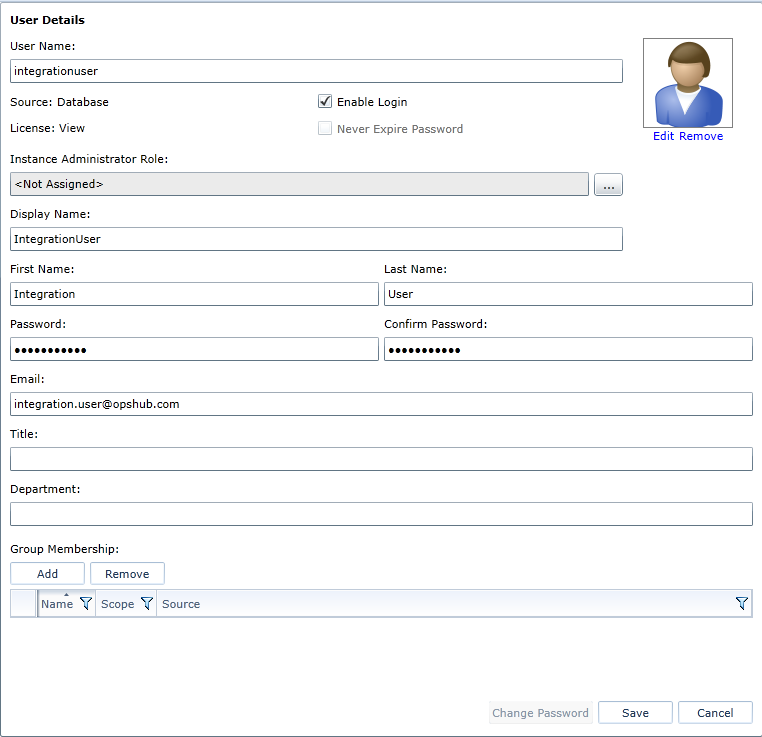 User Details
User Name:
integrationuser
Edit Remove
Source: Database
Enable Login
License: View
Never Expire Password
Instance Administrator Role:
<Not Assigned>
...
Display Name:
IntegrationUser
First Name: Last Name:
Integration User
Password: Confirm Password:
●●●●●●●●●●● ●●●●●●●●●●●
Email:
integration.user@opshub.com
Title:
Department:
Group Membership:
Add Remove
Name Scope Source
Change Password Save Cancel